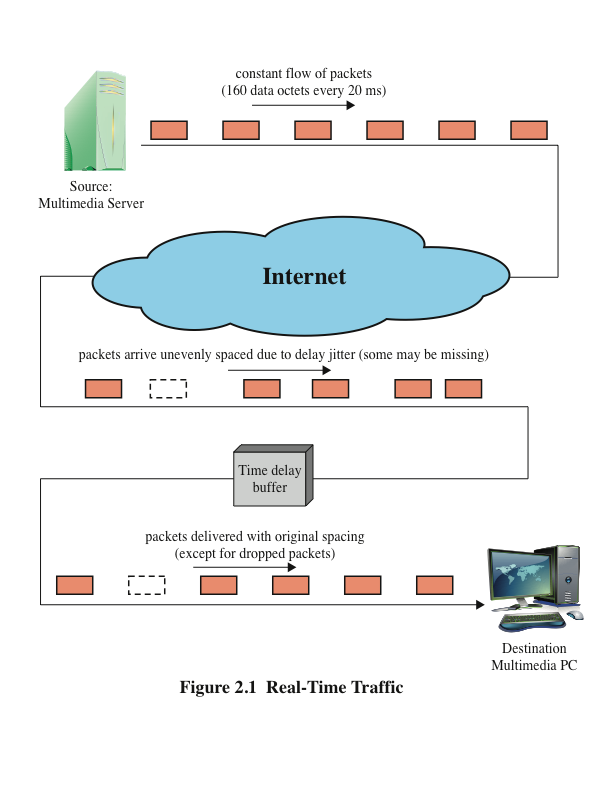 constant flow of packets
(160 data octets every 20 ms)
Source:
Multimedia Server
Internet
packets arrive unevenly spaced due to delay jitter (some may be missing)
Time delay
buffer
packets delivered with original spacing
(except for dropped packets)
Destination
Multimedia PC
Figure 2.1 Real-Time Traffic